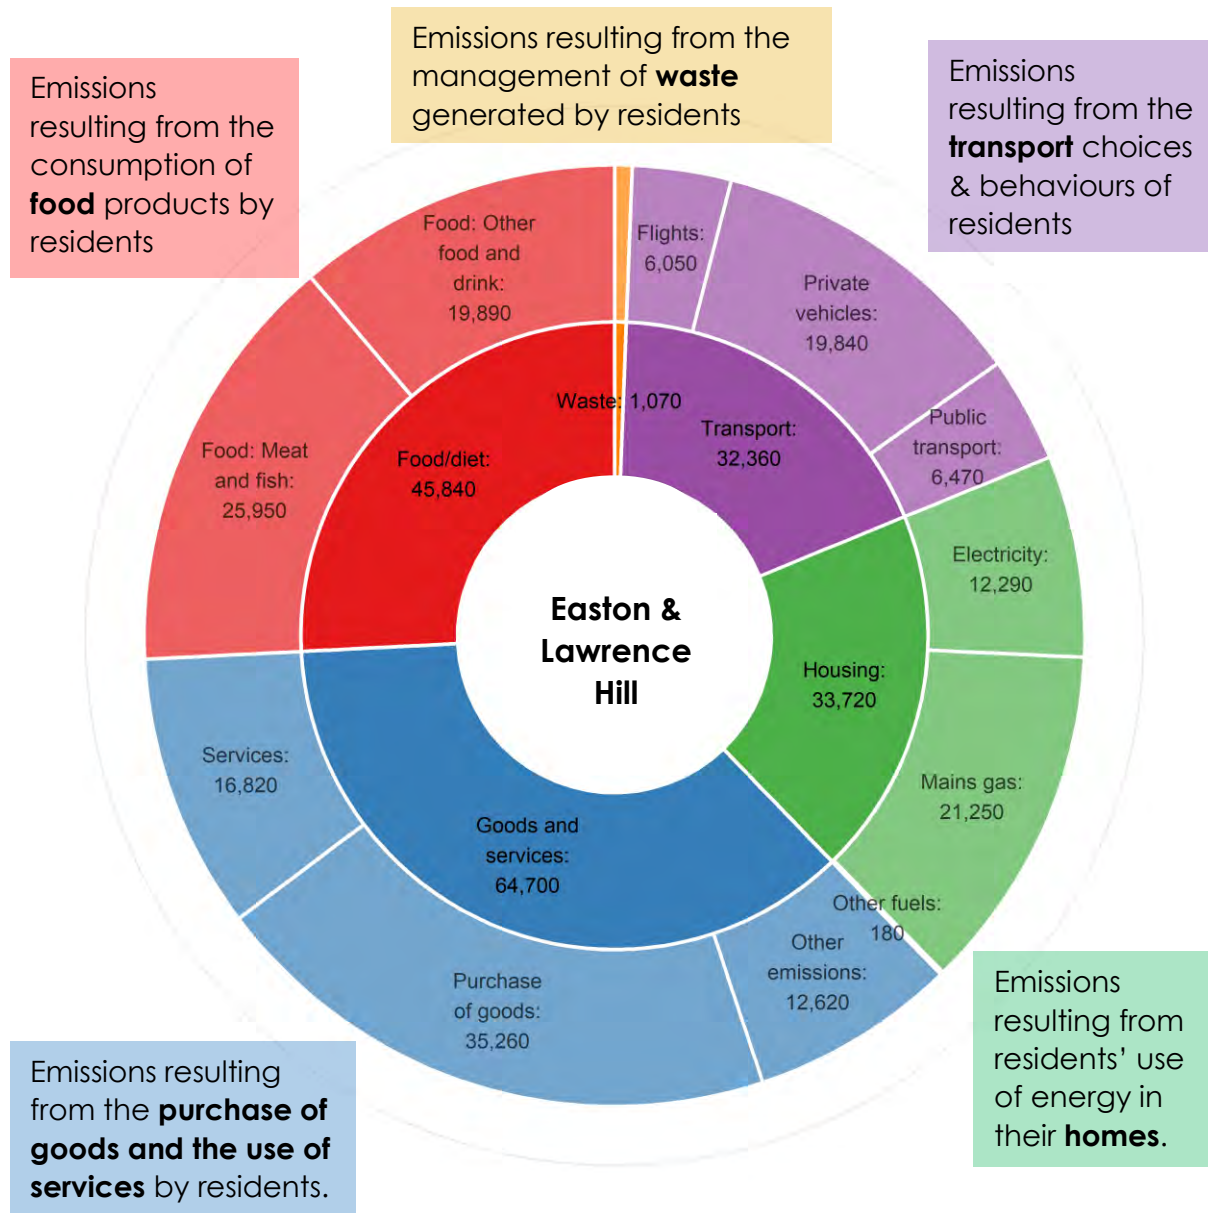 Emissions resulting from the
management of waste
generated by residents
Emissions
resulting from the
consumption of
food products by
residents
Emissions
resulting from the
transport choices
& behaviours of
residents
Food: Other
food and
drink:
19,890
Flights:
6,050
Private
vehicles:
19,840
Waste: 1,070
Transport:
32,360
Public
transport:
6,470
Food: Meat
and fish:
25,950
Food/diet:
45,840
Electricity:
12,290
Easton &
Lawrence
Hill
Housing:
33,720
Services:
16,820
Mains gas:
21,250
Goods and
services:
64,700
Other fuels:
180
Other
emissions:
12,620
Purchase
of goods:
35,260
Emissions
resulting from
residents’ use
of energy in
their homes.
Emissions resulting
from the purchase of
goods and the use of
services by residents.